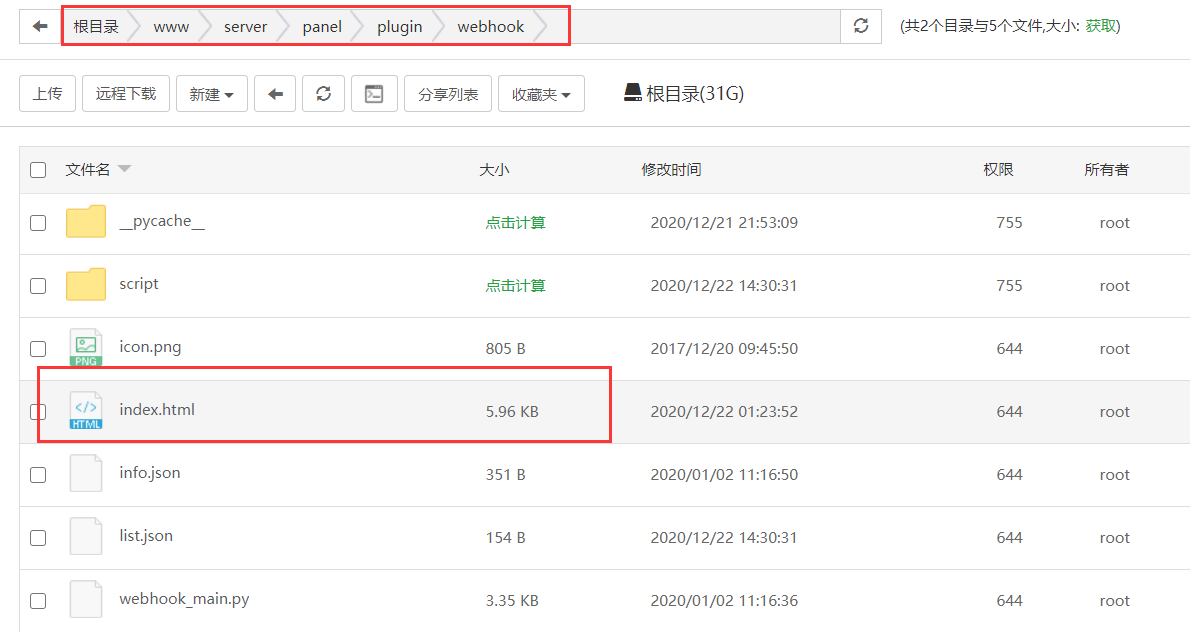 根目录 www server panel plugin webhook (共2个目录与5个文件,大小: 获取)
上传 远程下载 新建 分享列表 收藏夹 根目录(31G)
文件名 大小 修改时间 权限 所有者
__pycache__ 点击计算 2020/12/21 21:53:09 755 root
script 点击计算 2020/12/22 14:30:31 755 root
PNG icon.png 805 B 2017/12/20 09:45:50 644 root
HTML index.html 5.96 KB 2020/12/22 01:23:52 644 root
info.json 351 B 2020/01/02 11:16:50 644 root
list.json 154 B 2020/12/22 14:30:31 644 root
webhook_main.py 3.35 KB 2020/01/02 11:16:36 644 root